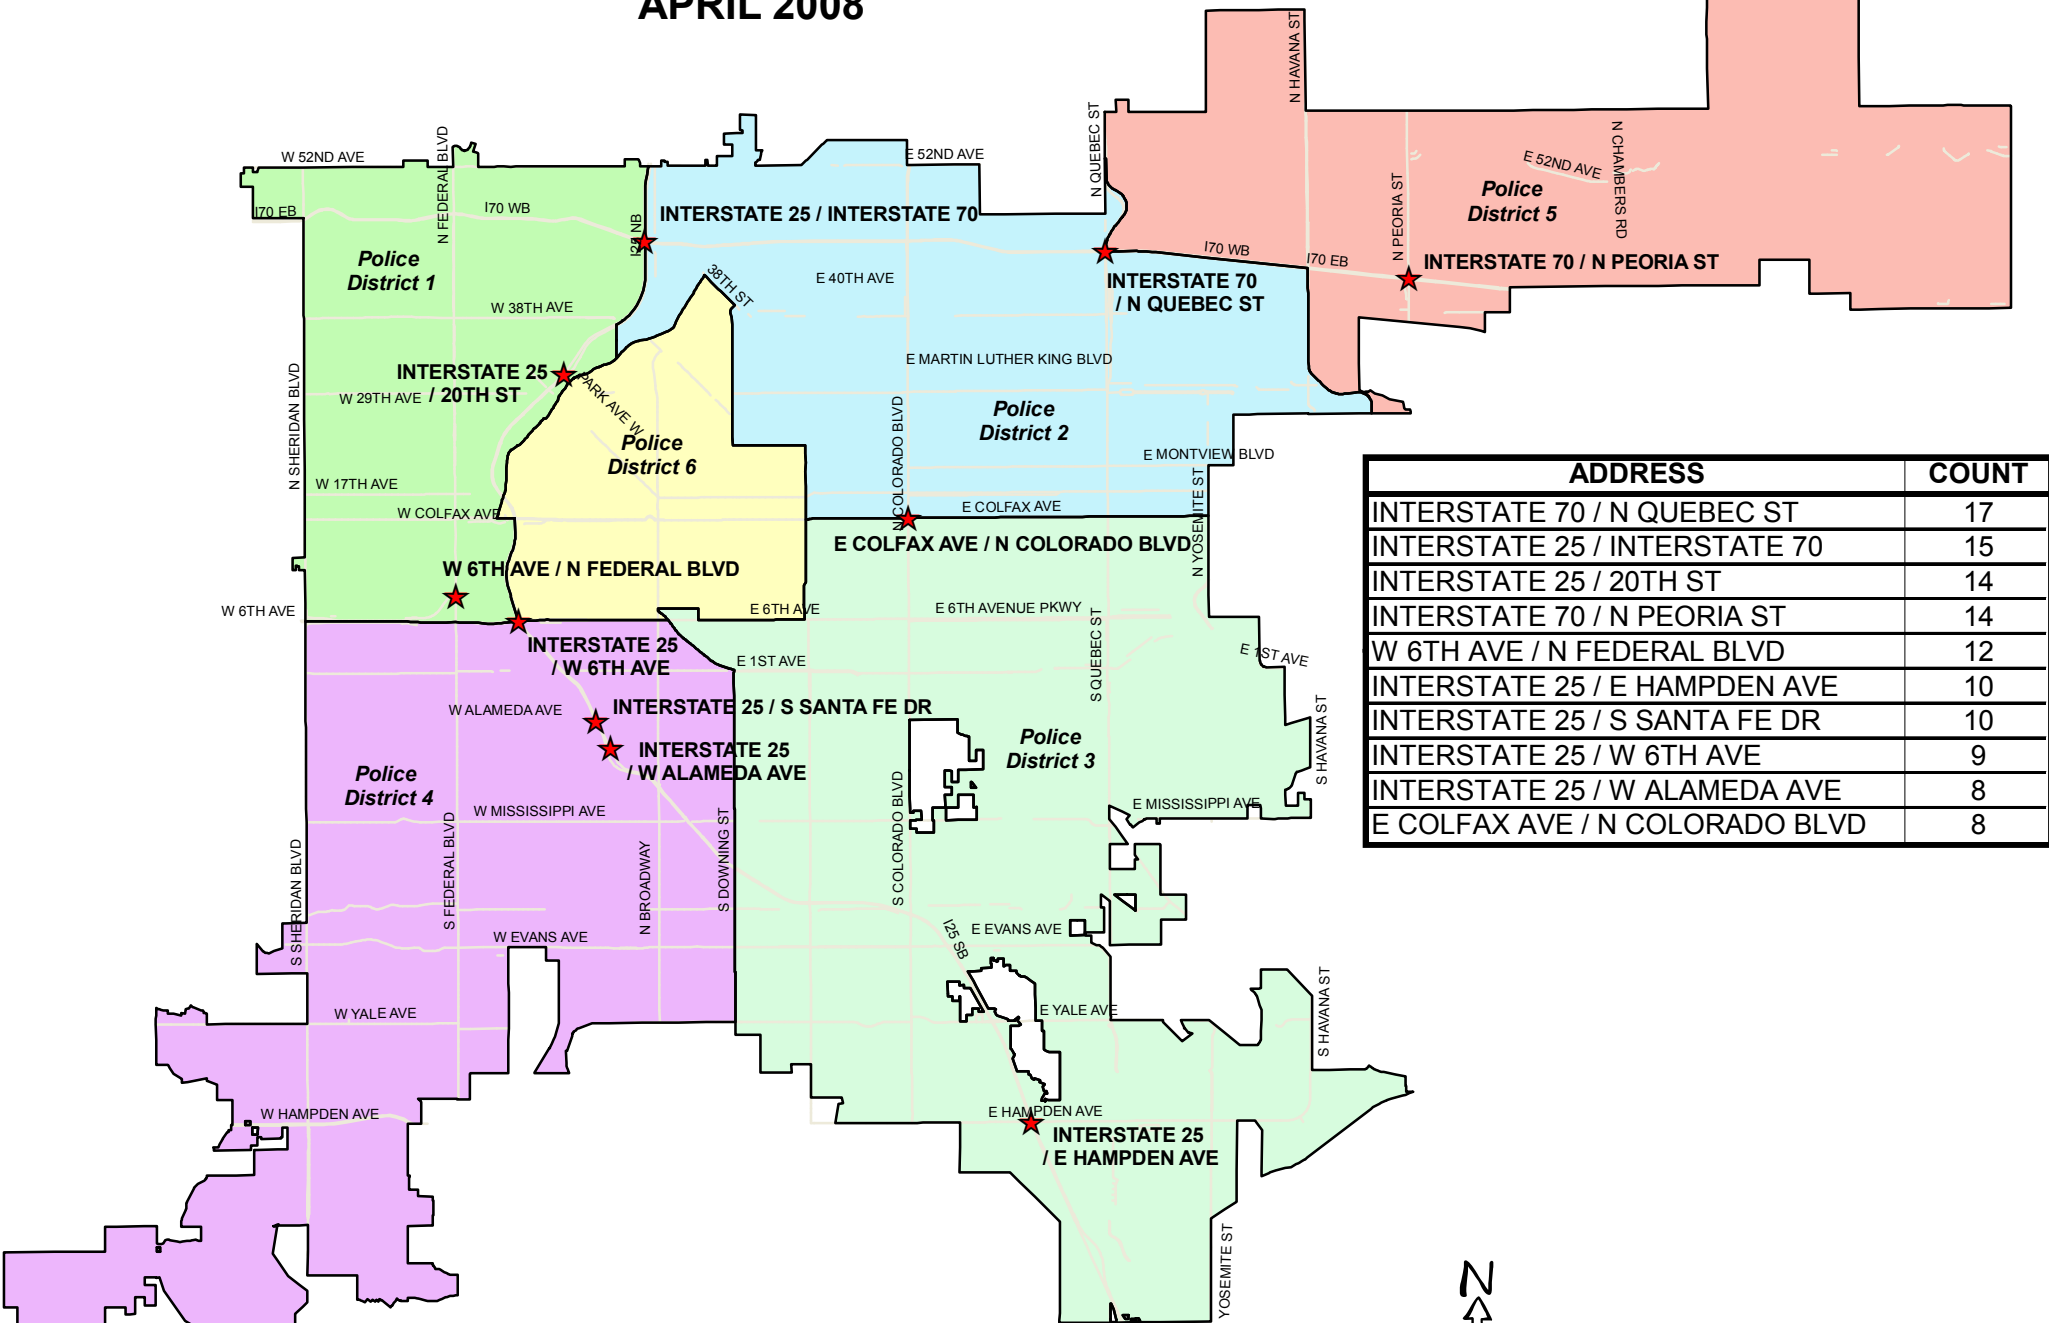 APRIL 2008
N HAVANA ST
W 52ND AVE
N FEDERAL BLVD
E 52ND AVE
N QUEBEC ST
E 52ND AVE
N CHAMBERS RD
I70 EB
I70 WB
I25 NB
INTERSTATE 25 / INTERSTATE 70
N PEORIA ST
Police
District 5
Police
District 1
38TH ST
E 40TH AVE
I70 WB
I70 EB
INTERSTATE 70 / N PEORIA ST
INTERSTATE 70
/ N QUEBEC ST
W 38TH AVE
E MARTIN LUTHER KING BLVD
INTERSTATE 25
/ 20TH ST
W 29TH AVE
PARK AVE W
N SHERIDAN BLVD
Police
District 6
Police
District 2
N COLORADO BLVD
E MONTVIEW BLVD
W 17TH AVE
W COLFAX AVE
E COLFAX AVE
N YOSEMITE ST
E COLFAX AVE / N COLORADO BLVD
W 6TH AVE / N FEDERAL BLVD
W 6TH AVE
E 6TH AVE
E 6TH AVENUE PKWY
INTERSTATE 25
/ W 6TH AVE
E 1ST AVE
S QUEBEC ST
E 1ST AVE
W ALAMEDA AVE
INTERSTATE 25 / S SANTA FE DR
INTERSTATE 25
/ W ALAMEDA AVE
Police
District 3
S HAVANA ST
Police
District 4
W MISSISSIPPI AVE
E MISSISSIPPI AVE
S SHERIDAN BLVD
S FEDERAL BLVD
N BROADWAY
S DOWNING ST
S COLORADO BLVD
W EVANS AVE
I25 SB
E EVANS AVE
W YALE AVE
E YALE AVE
S HAVANA ST
W HAMPDEN AVE
E HAMPDEN AVE
INTERSTATE 25
/ E HAMPDEN AVE
YOSEMITE ST
ADDRESS COUNT
INTERSTATE 70 / N QUEBEC ST 17
INTERSTATE 25 / INTERSTATE 70 15
INTERSTATE 25 / 20TH ST 14
INTERSTATE 70 / N PEORIA ST 14
W 6TH AVE / N FEDERAL BLVD 12
INTERSTATE 25 / E HAMPDEN AVE 10
INTERSTATE 25 / S SANTA FE DR 10
INTERSTATE 25 / W 6TH AVE 9
INTERSTATE 25 / W ALAMEDA AVE 8
E COLFAX AVE / N COLORADO BLVD 8
N